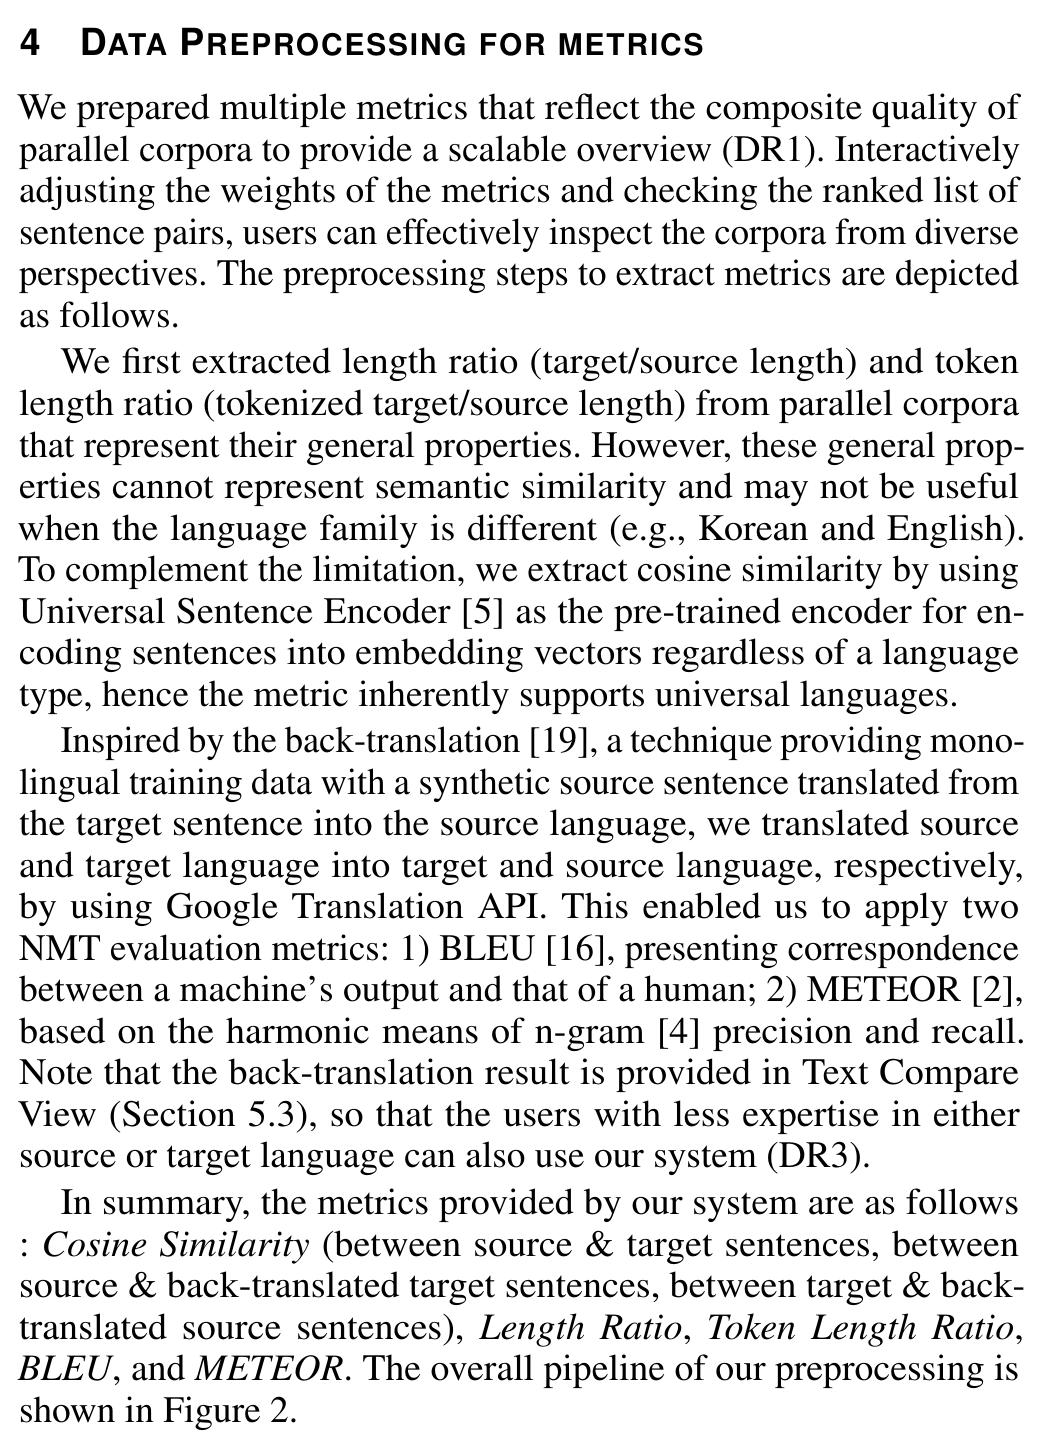 4 DATA PREPROCESSING FOR METRICS
We prepared multiple metrics that reflect the composite quality of
parallel corpora to provide a scalable overview (DR1). Interactively
adjusting the weights of the metrics and checking the ranked list of
sentence pairs, users can effectively inspect the corpora from diverse
perspectives. The preprocessing steps to extract metrics are depicted
as follows.
We first extracted length ratio (target/source length) and token
length ratio (tokenized target/source length) from parallel corpora
that represent their general properties. However, these general prop-
erties cannot represent semantic similarity and may not be useful
when the language family is different (e.g., Korean and English).
To complement the limitation, we extract cosine similarity by using
Universal Sentence Encoder [5] as the pre-trained encoder for en-
coding sentences into embedding vectors regardless of a language
type, hence the metric inherently supports universal languages.
Inspired by the back-translation [19], a technique providing mono-
lingual training data with a synthetic source sentence translated from
the target sentence into the source language, we translated source
and target language into target and source language, respectively,
by using Google Translation API. This enabled us to apply two
NMT evaluation metrics: 1) BLEU [16], presenting correspondence
between a machine's output and that of a human; 2) METEOR [2],
based on the harmonic means of n-gram [4] precision and recall.
Note that the back-translation result is provided in Text Compare
View (Section 5.3), so that the users with less expertise in either
source or target language can also use our system (DR3).
In summary, the metrics provided by our system are as follows
: Cosine Similarity (between source & target sentences, between
source & back-translated target sentences, between target & back-
translated source sentences), Length Ratio, Token Length Ratio,
BLEU, and METEOR. The overall pipeline of our preprocessing is
shown in Figure 2.